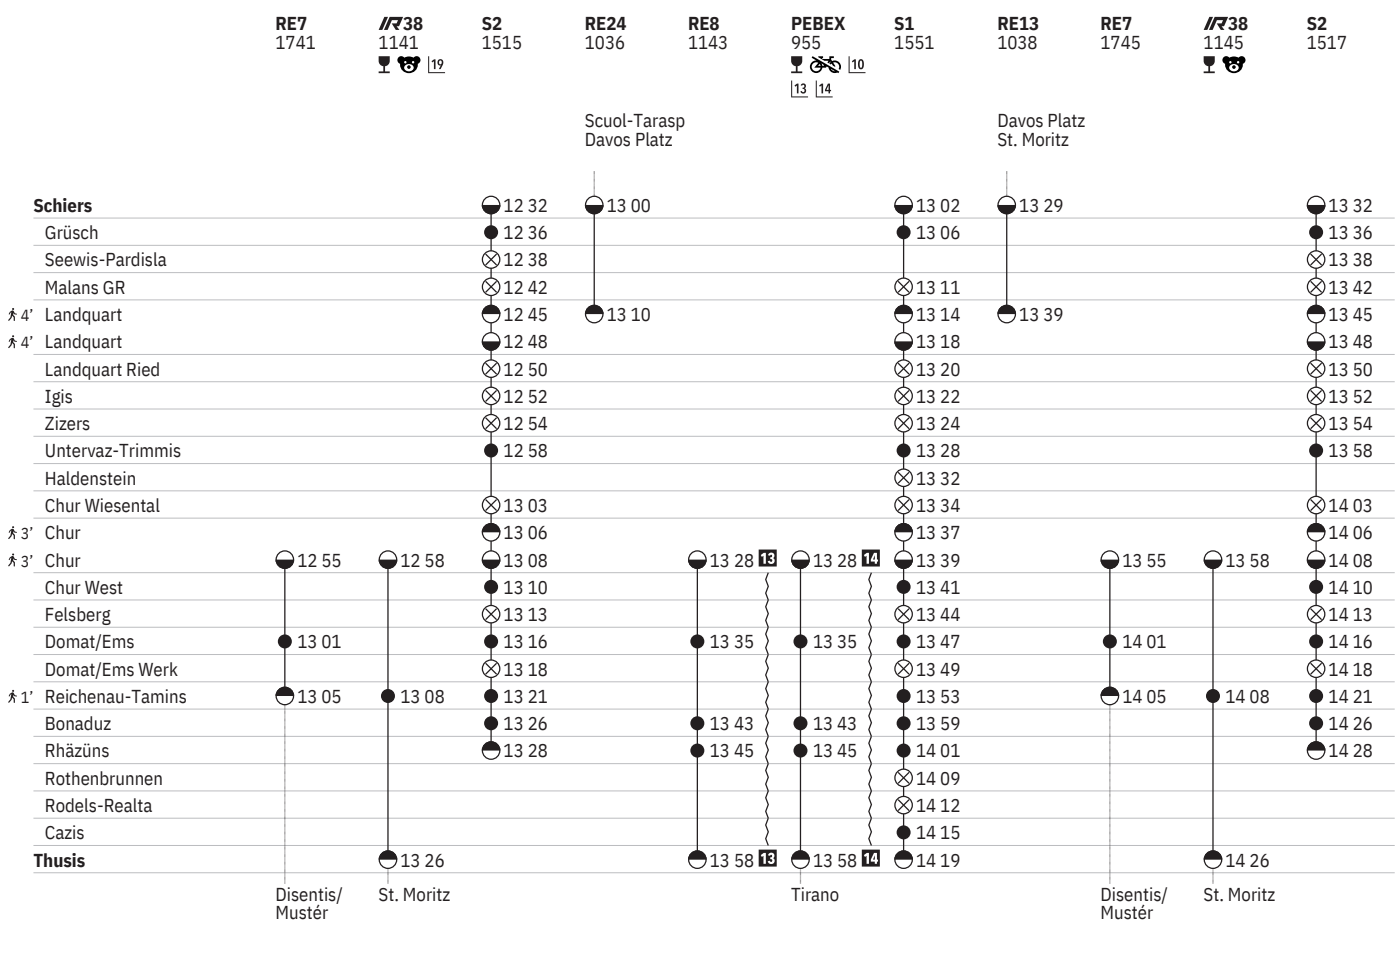 RE7 IR38 S2 RE24 RE8 PEBEX S1 RE13 RE7 IR38 S2
1741 1141 1515 1036 1143 955 1551 1038 1745 1145 1517
19 10
13 14
Scuol-Tarasp Davos Platz
Davos Platz St. Moritz
Schiers 12 32 13 00 13 02 13 29 13 32
Grüsch 12 36 13 06 13 36
Seewis-Pardisla 12 38 13 38
Malans GR 12 42 13 11 13 42
4’ Landquart 12 45 13 10 13 14 13 39 13 45
4’ Landquart 12 48 13 18 13 48
Landquart Ried 12 50 13 20 13 50
Igis 12 52 13 22 13 52
Zizers 12 54 13 24 13 54
Untervaz-Trimmis 12 58 13 28 13 58
Haldenstein 13 32
Chur Wiesental 13 03 13 34 14 03
3’ Chur 13 06 13 37 14 06
3’ Chur 12 55 12 58 13 08 13 28 13 13 28 14 13 39 13 55 13 58 14 08
Chur West 13 10 13 41 14 10
Felsberg 13 13 13 44 14 13
Domat/Ems 13 01 13 16 13 35 13 35 13 47 14 01 14 16
Domat/Ems Werk 13 18 13 49 14 18
1’ Reichenau-Tamins 13 05 13 08 13 21 13 53 14 05 14 08 14 21
Bonaduz 13 26 13 43 13 43 13 59 14 26
Rhäzüns 13 28 13 45 13 45 14 01 14 28
Rothenbrunnen 14 09
Rodels-Realta 14 12
Cazis 14 15
Thusis 13 26 13 58 13 13 58 14 14 19 14 26
Disentis/ St. Moritz Tirano Disentis/ St. Moritz
Mustér Mustér